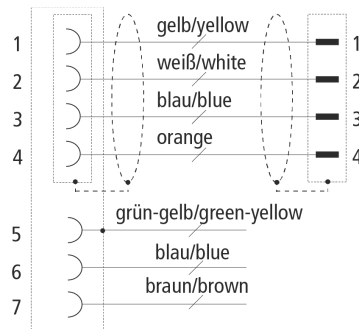 1 gelb/yellow 1
2 weiß/white 2
3 blau/blue 3
4 orange 4
5 grün-gelb/green-yellow
6 blau/blue
7 braun/brown